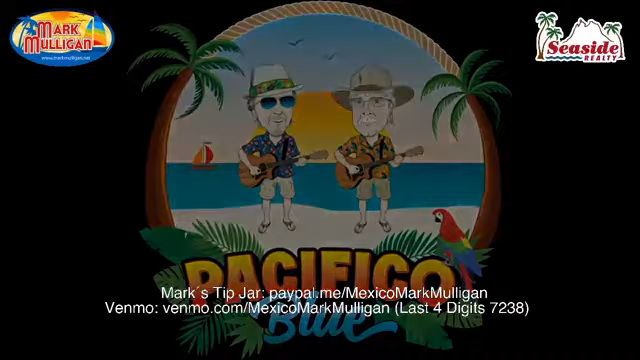 MARK
MULLIGAN
www.markmulligan.net
Seaside
REALTY
PACIFICO
Blue
Mark´s Tip Jar: paypal.me/MexicoMarkMulligan
Venmo: venmo.com/MexicoMarkMulligan (Last 4 Digits 7238)